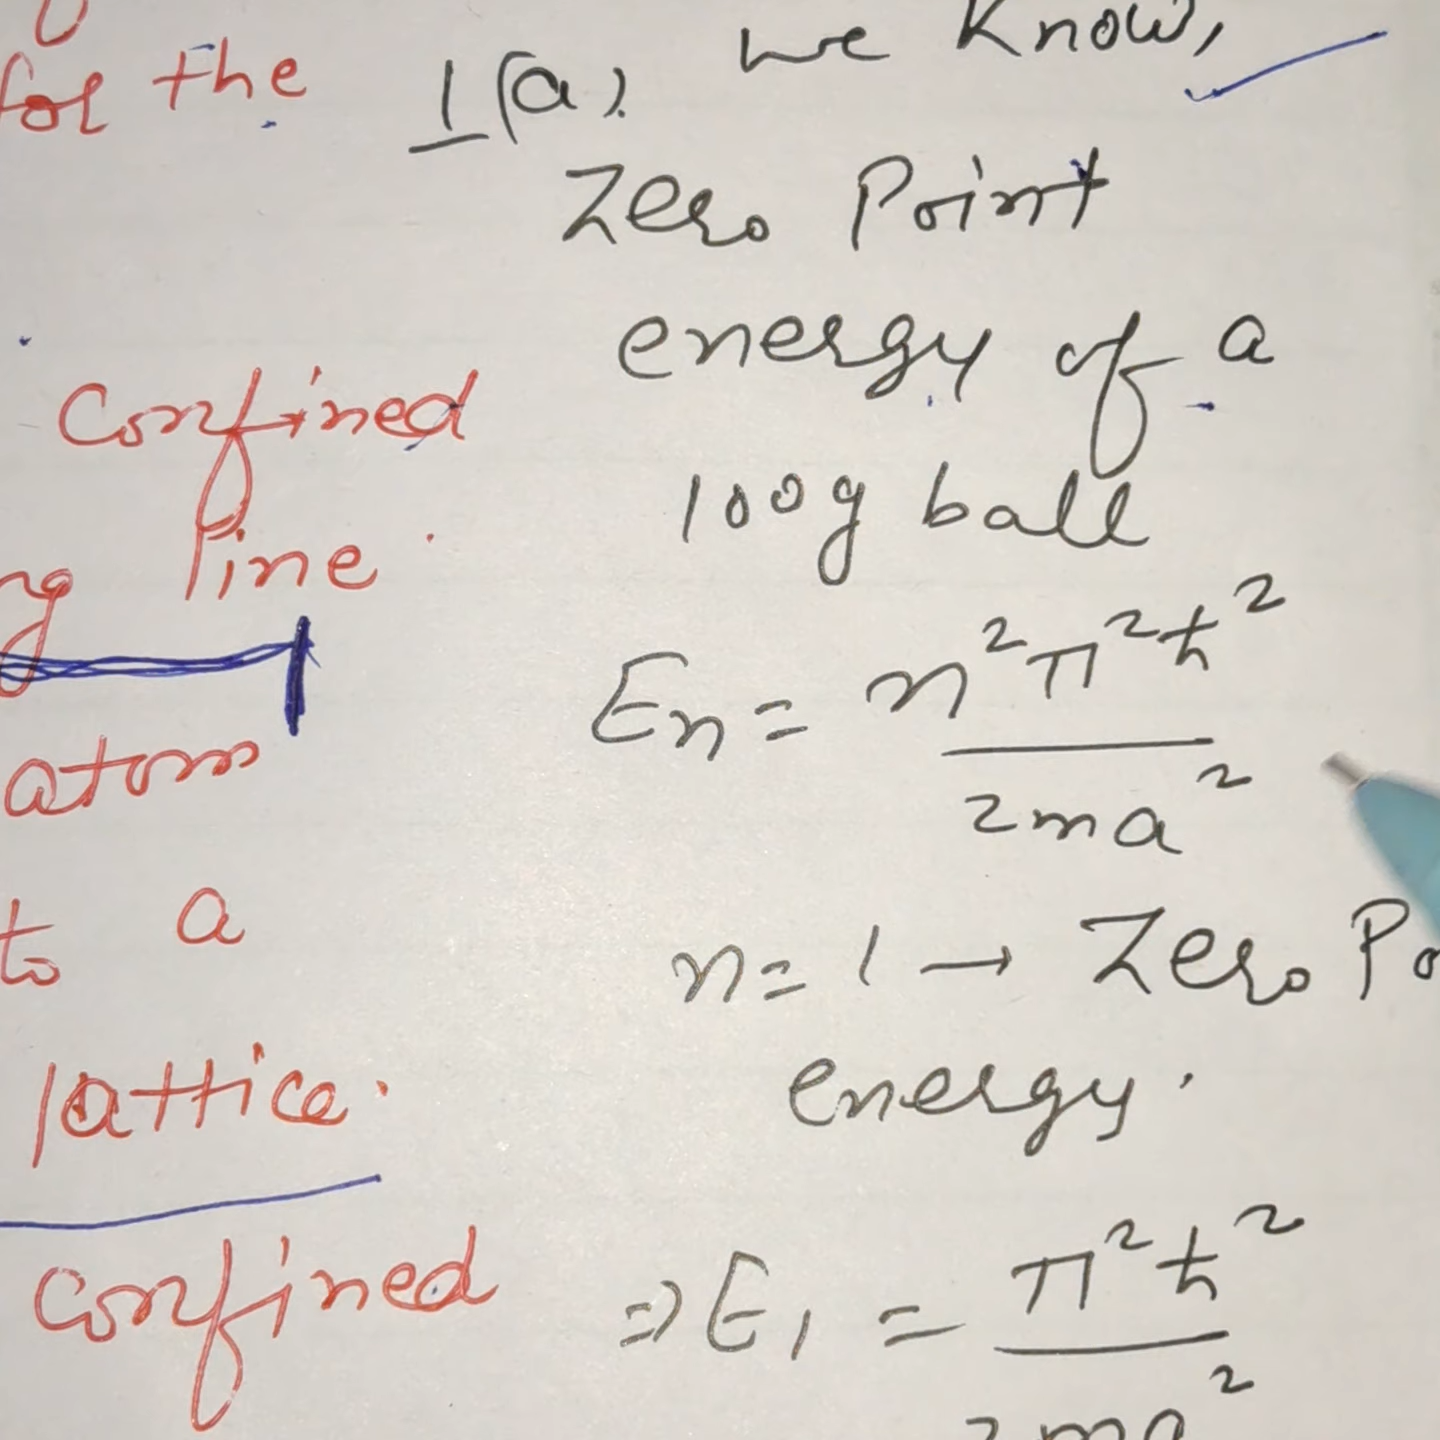 for the
confined
line.
atom
to a
lattice.
confined
1(a). we know,
Zero Point
energy of a
100g ball
En = n²π²ħ²
2ma²
n = 1 → Zero Po
energy.
⇒ E₁ = π²ħ²
2ma²